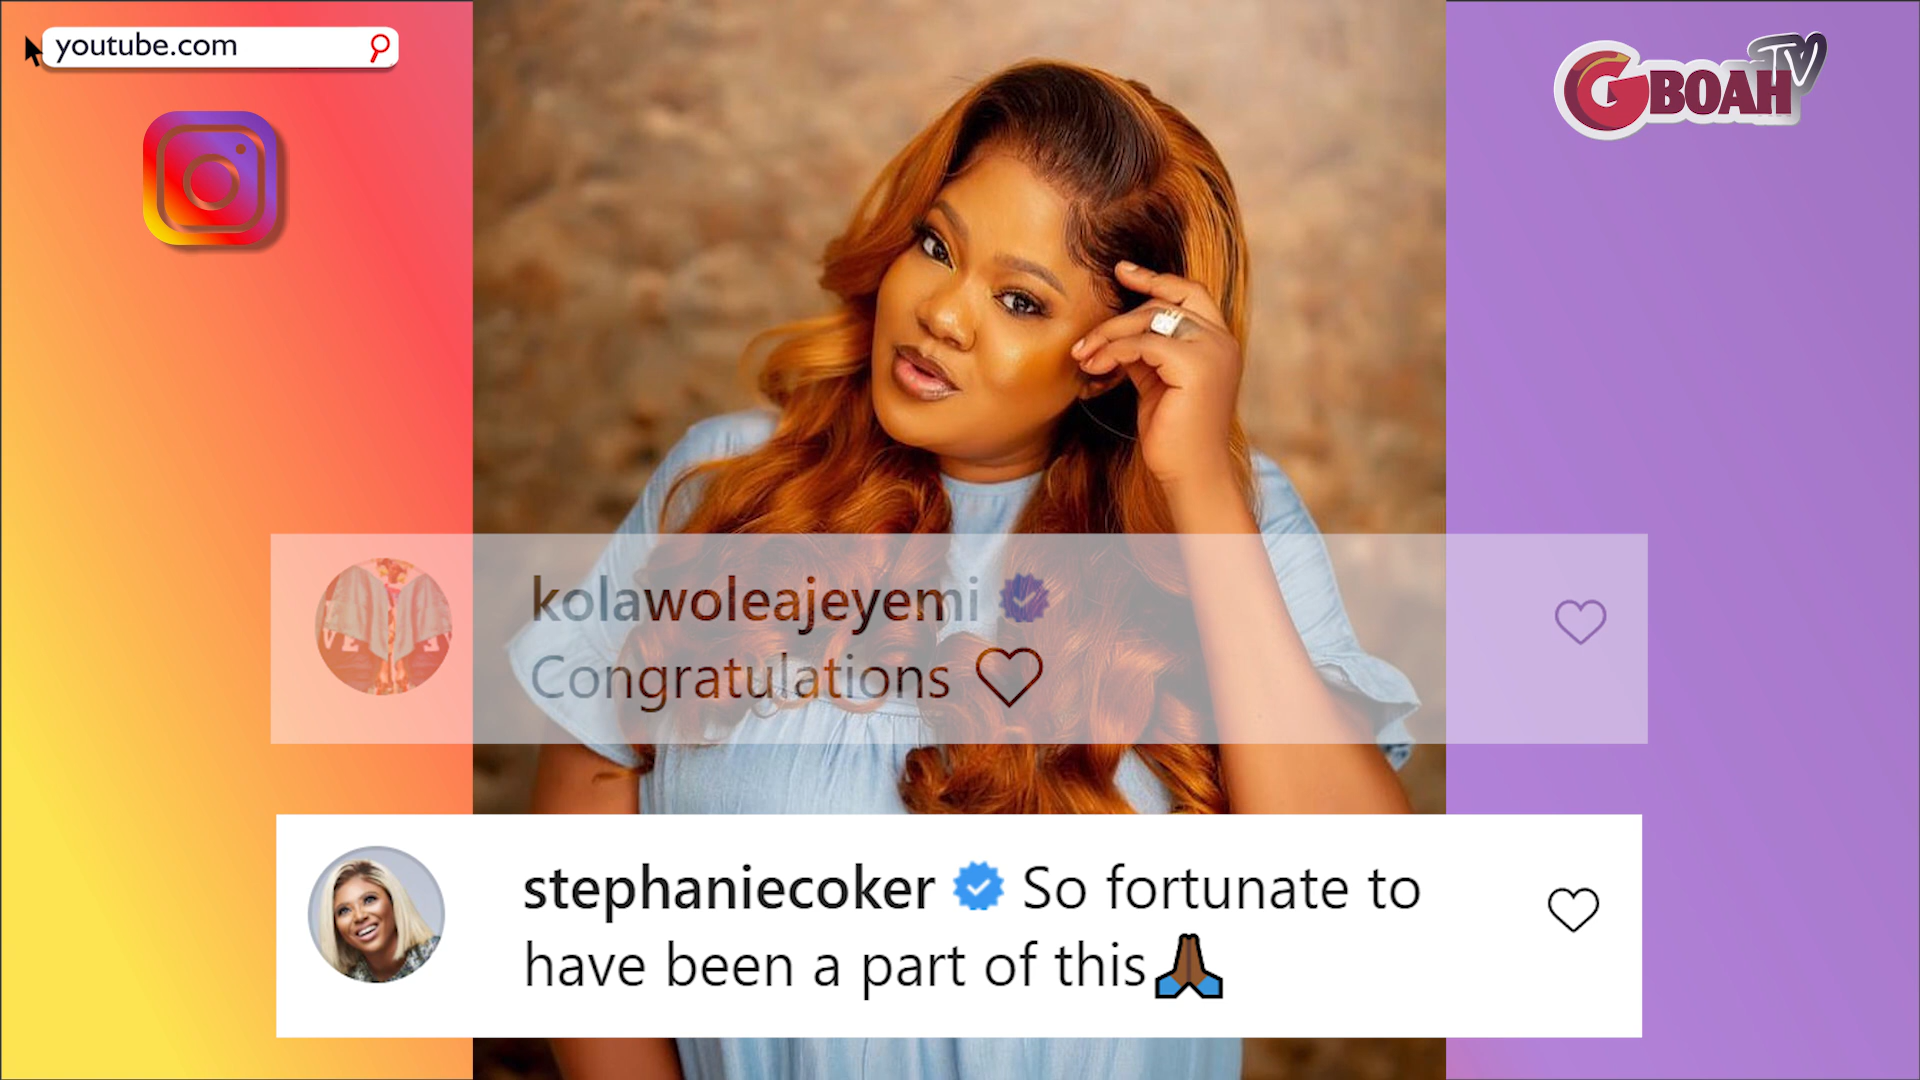 youtube.com
GBOAH TV
kolawoleajeyemi
Congratulations
stephaniecoker So fortunate to
have been a part of this